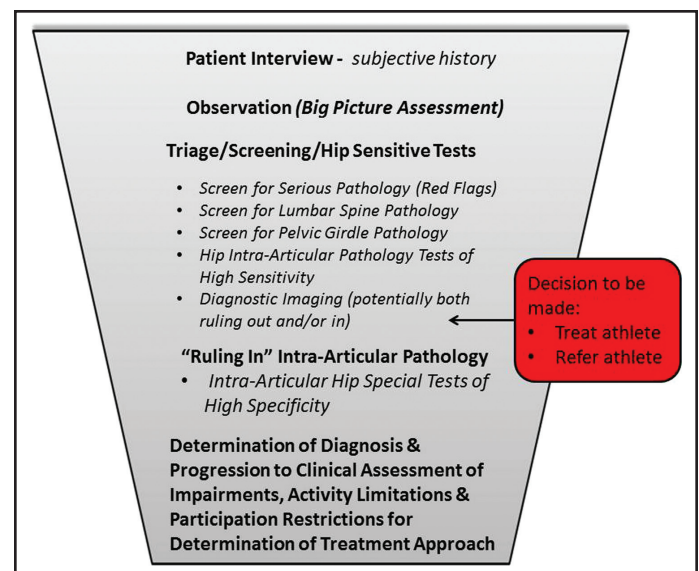 Patient Interview - subjective history
Observation (Big Picture Assessment)
Triage/Screening/Hip Sensitive Tests
• Screen for Serious Pathology (Red Flags)
• Screen for Lumbar Spine Pathology
• Screen for Pelvic Girdle Pathology
• Hip Intra-Articular Pathology Tests of
High Sensitivity
• Diagnostic Imaging (potentially both
ruling out and/or in)
Decision to be
made:
• Treat athlete
• Refer athlete
“Ruling In” Intra-Articular Pathology
• Intra-Articular Hip Special Tests of
High Specificity
Determination of Diagnosis &
Progression to Clinical Assessment of
Impairments, Activity Limitations &
Participation Restrictions for
Determination of Treatment Approach